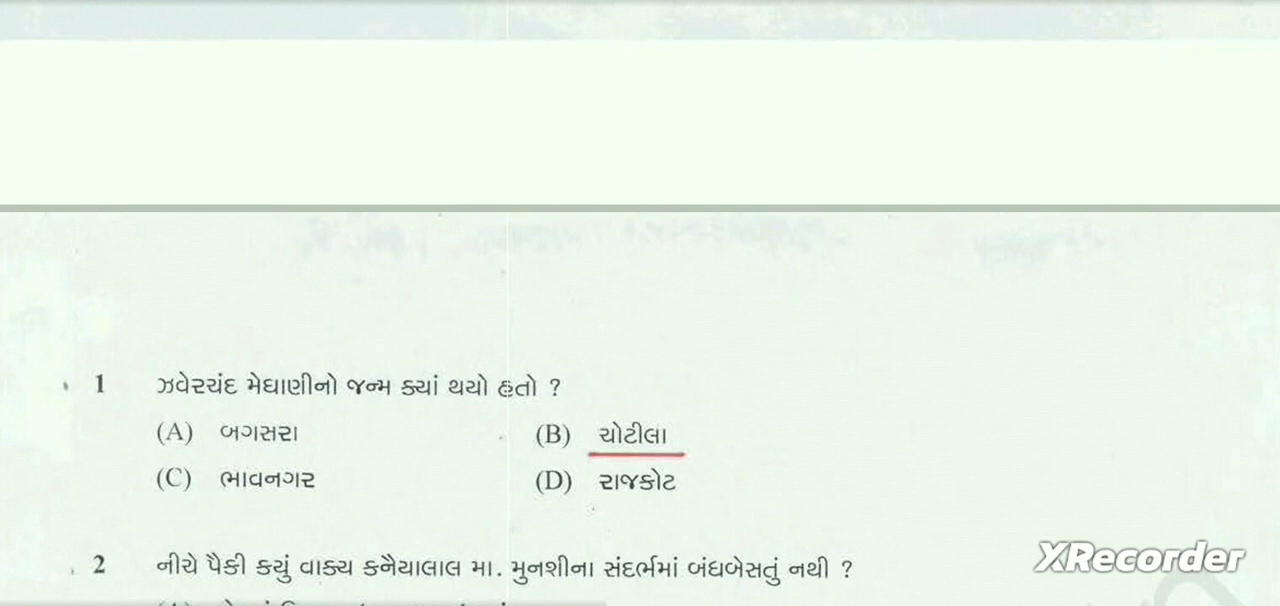 1 ઝવેરચંદ મેઘાણીનો જન્મ ક્યાં થયો હતો ?
(A) બગસરા (B) ચોટીલા
(C) ભાવનગર (D) રાજકોટ
2 નીચે પૈકી કયું વાક્ય કનૈયાલાલ મા. મુનશીના સંદર્ભમાં બંધબેસતું નથી ?
XRecorder